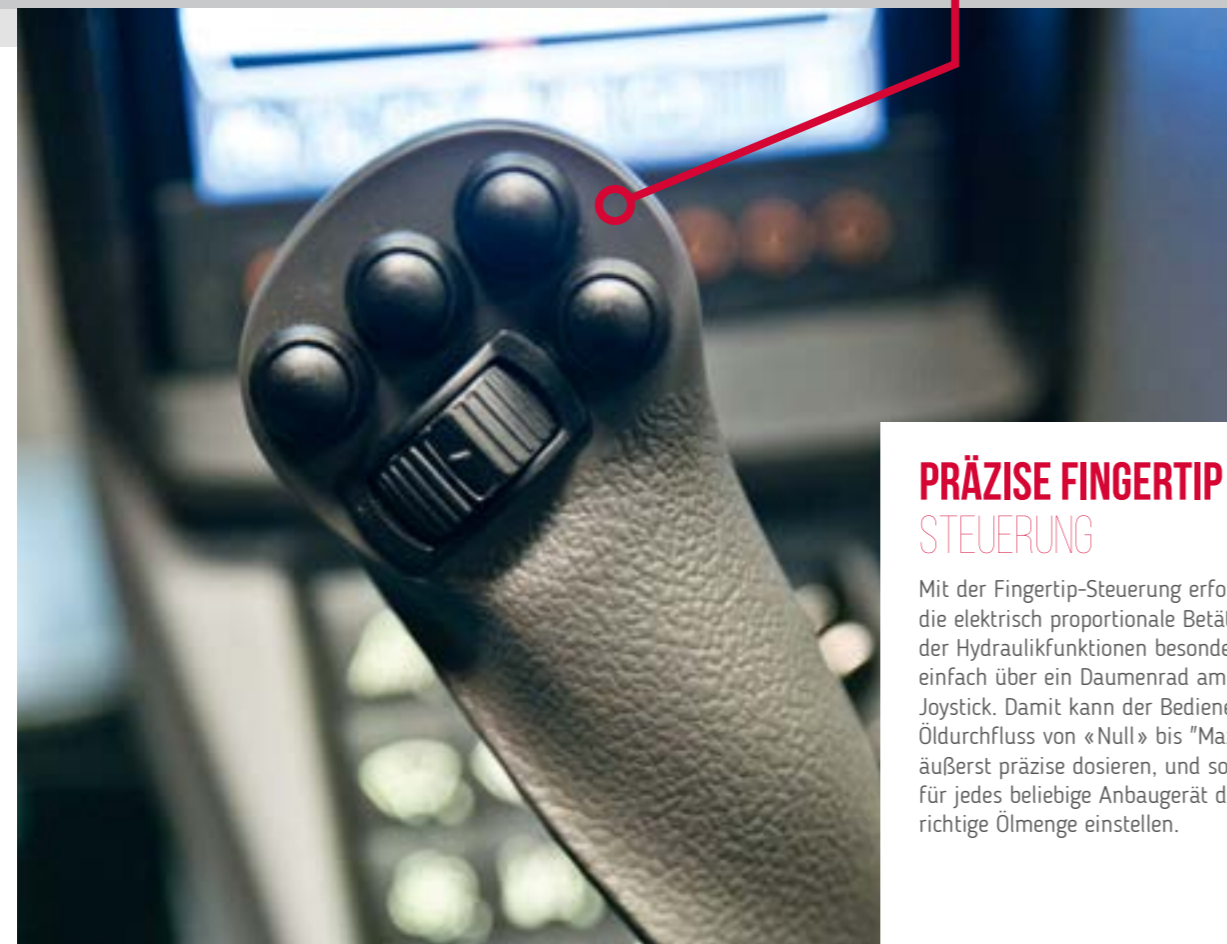 PRÄZISE FINGERTIP
STEUERUNG
Mit der Fingertip-Steuerung erfo
die elektrisch proportionale Betät
der Hydraulikfunktionen besonde
einfach über ein Daumenrad am
Joystick. Damit kann der Bediene
Öldurchfluss von «Null» bis "Ma
äußerst präzise dosieren, und so
für jedes beliebige Anbaugerät d
richtige Ölmenge einstellen.